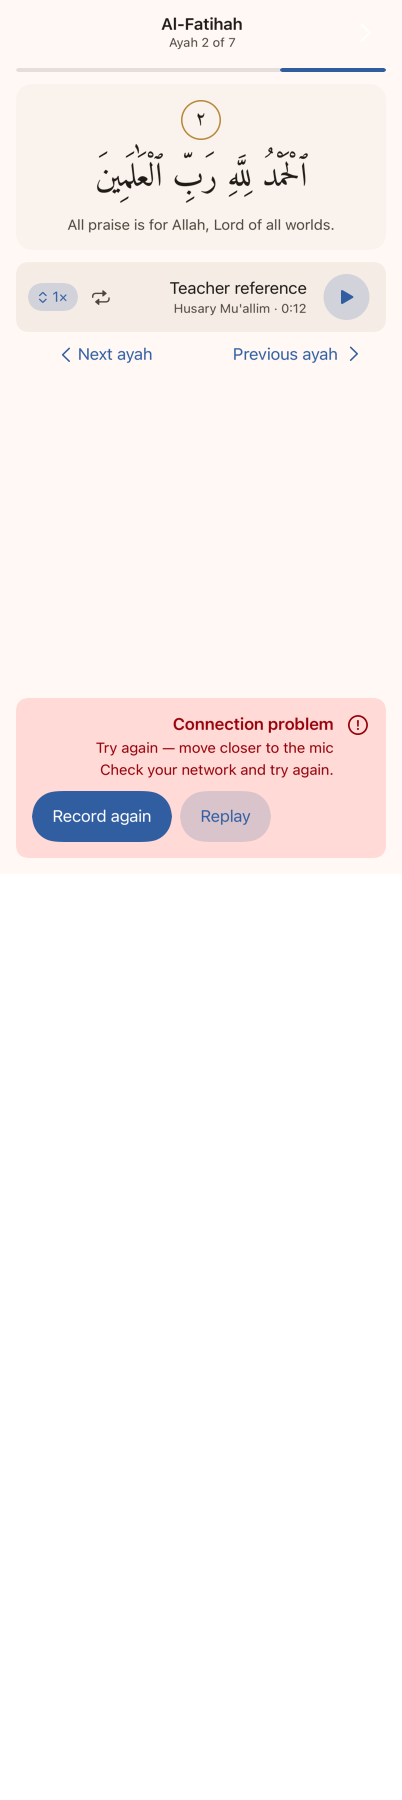 Al-Fatihah
Ayah 2 of 7
٢
ٱلْحَمْدُ لِلَّهِ رَبِّ ٱلْعَٰلَمِينَ
All praise is for Allah, Lord of all worlds.
Teacher reference
Husary Mu'allim · 0:12
1×
Next ayah
Previous ayah
Connection problem
Try again — move closer to the mic
Check your network and try again.
Record again
Replay